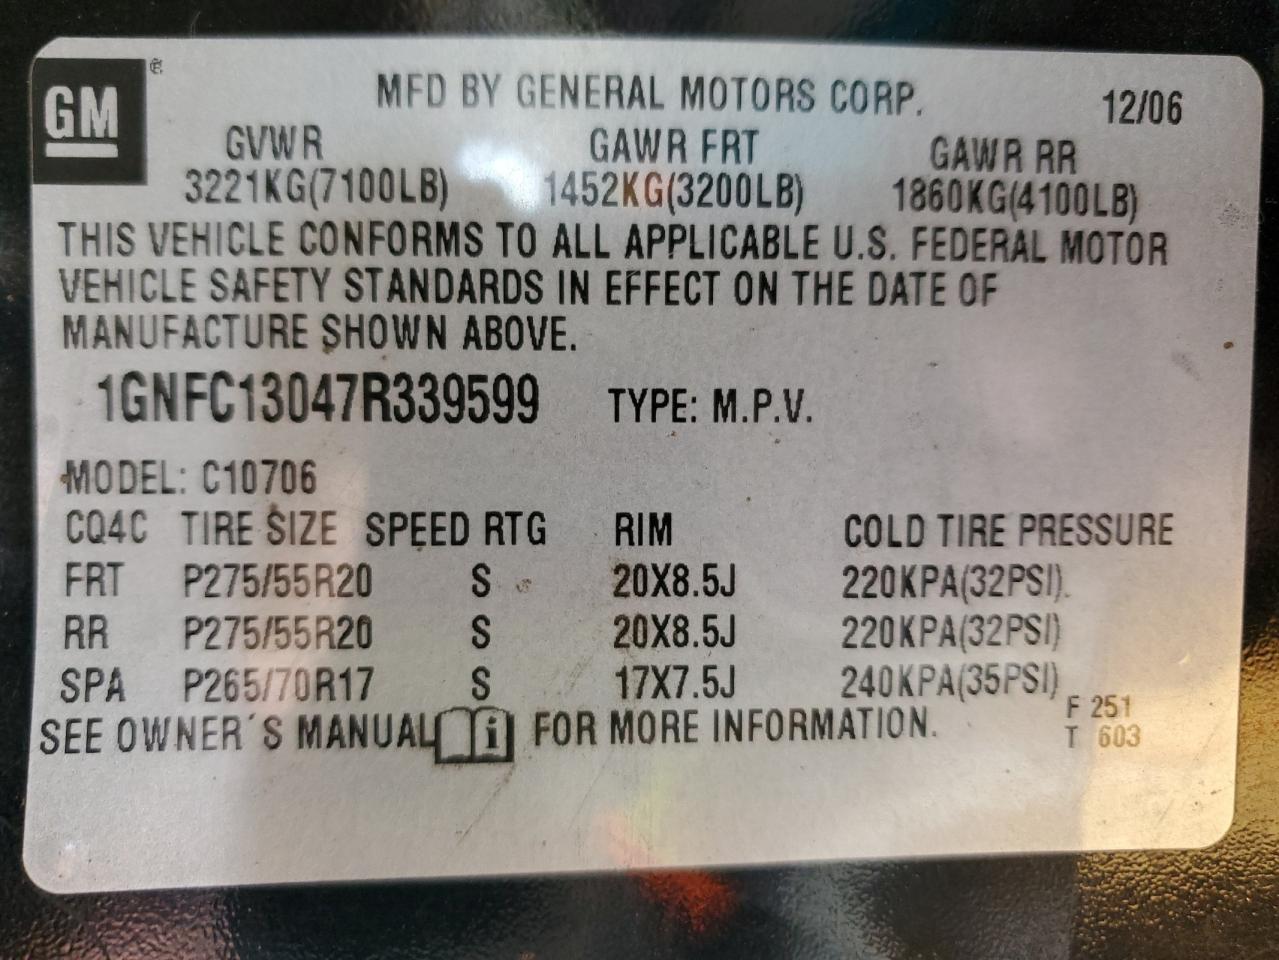 GM
MFD BY GENERAL MOTORS CORP. 12/06
GVWR GAWR FRT GAWR RR
3221KG(7100LB) 1452KG(3200LB) 1860KG(4100LB)
THIS VEHICLE CONFORMS TO ALL APPLICABLE U.S. FEDERAL MOTOR
VEHICLE SAFETY STANDARDS IN EFFECT ON THE DATE OF
MANUFACTURE SHOWN ABOVE.
1GNFC13047R339599 TYPE: M.P.V.
MODEL: C10706
CQ4C TIRE SIZE SPEED RTG RIM COLD TIRE PRESSURE
FRT P275/55R20 S 20X8.5J 220KPA(32PSI)
RR P275/55R20 S 20X8.5J 220KPA(32PSI)
SPA P265/70R17 S 17X7.5J 240KPA(35PSI)
SEE OWNER´S MANUAL FOR MORE INFORMATION.
F 251
T 603